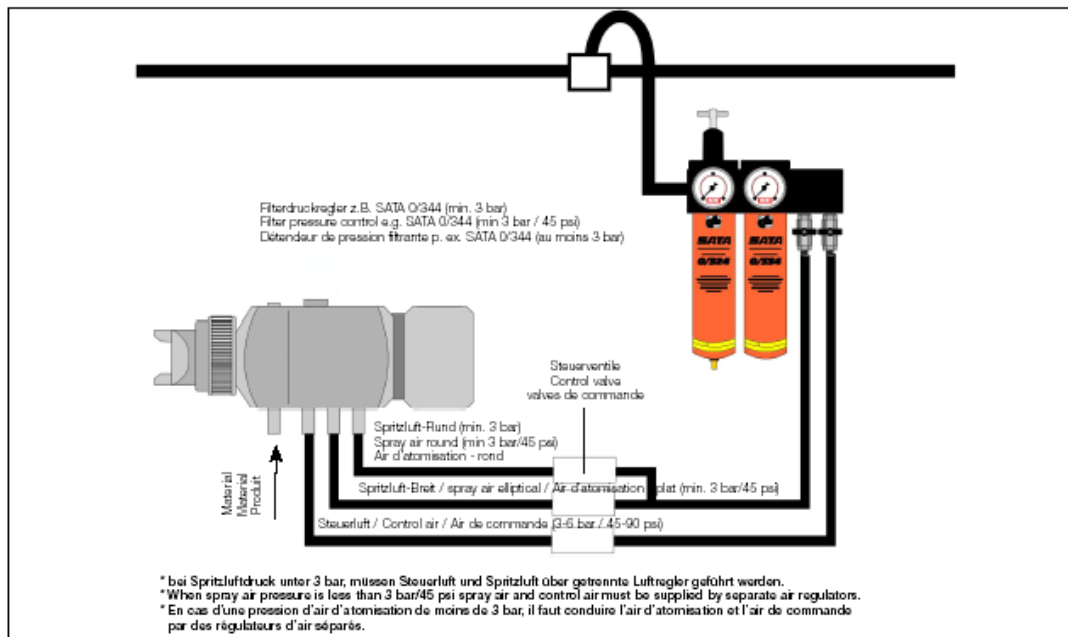 Filterdruckregler z.B. SATA 0/344 (min. 3 bar)
Filter pressure control e.g. SATA 0/344 (min 3 bar / 45 psi)
Détendeur de pression filtrante p. ex. SATA 0/344 (au moins 3 bar)
SATA
0/324
SATA
0/334
Steuerventile
Control valve
valves de commande
Spritzluft-Rund (min. 3 bar)
Spray air round (min 3 bar/45 psi)
Air d'atomisation - rond
Spritzluft-Breit / spray air elliptical / Air d'atomisation plat (min. 3 bar/45 psi)
Steuerluft / Control air / Air de commande (3-6 bar / 45-90 psi)
Material
Material
Produit
* bei Spritzluftdruck unter 3 bar, müssen Steuerluft und Spritzluft über getrennte Luftregler geführt werden.
* When spray air pressure is less than 3 bar/45 psi spray air and control air must be supplied by separate air regulators.
* En cas d'une pression d'air d'atomisation de moins de 3 bar, il faut conduire l'air d'atomisation et l'air de commande
par des régulateurs d'air séparés.